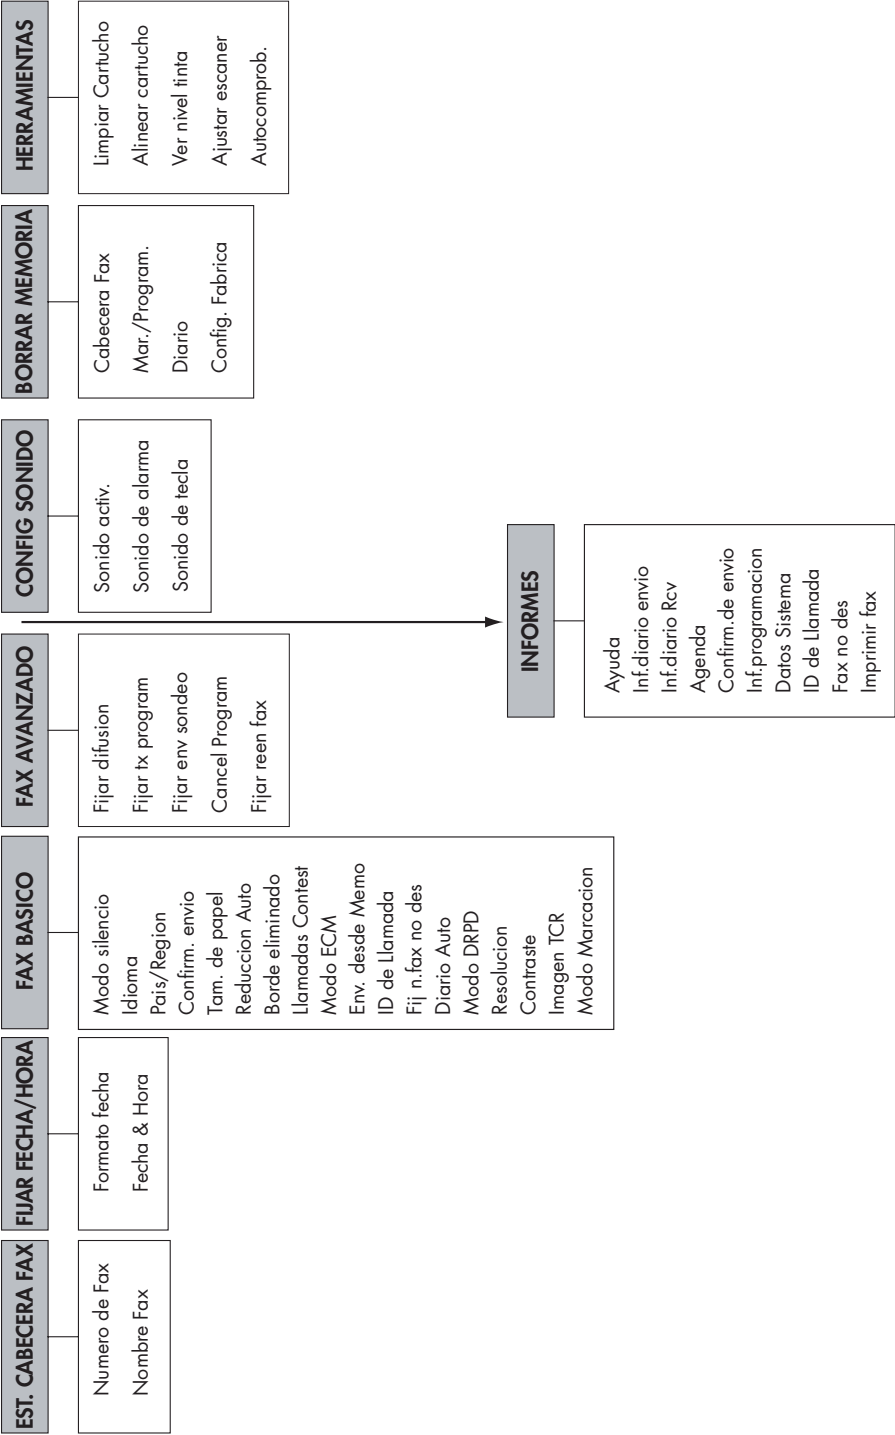 EST. CABECERA FAX
Numero de Fax
Nombre Fax
FIJAR FECHA/HORA
Formato fecha
Fecha & Hora
FAX BASICO
Modo silencio
Idioma
Pais/Region
Confirm. envio
Tam. de papel
Reduccion Auto
Borde eliminado
Llamadas Contest
Modo ECM
Env. desde Memo
ID de Llamada
Fij n.fax no des
Diario Auto
Modo DRPD
Resolucion
Contraste
Imagen TCR
Modo Marcacion
FAX AVANZADO
Fijar difusion
Fijar tx program
Fijar env sondeo
Cancel Program
Fijar reen fax
CONFIG SONIDO
Sonido activ.
Sonido de alarma
Sonido de tecla
BORRAR MEMORIA
Cabecera Fax
Mar./Program.
Diario
Config. Fabrica
HERRAMIENTAS
Limpiar Cartucho
Alinear cartucho
Ver nivel tinta
Ajustar escaner
Autocomprob.
INFORMES
Ayuda
Inf.diario envio
Inf.diario Rcv
Agenda
Confirm.de envio
Inf.programacion
Datos Sistema
ID de Llamada
Fax no des
Imprimir fax